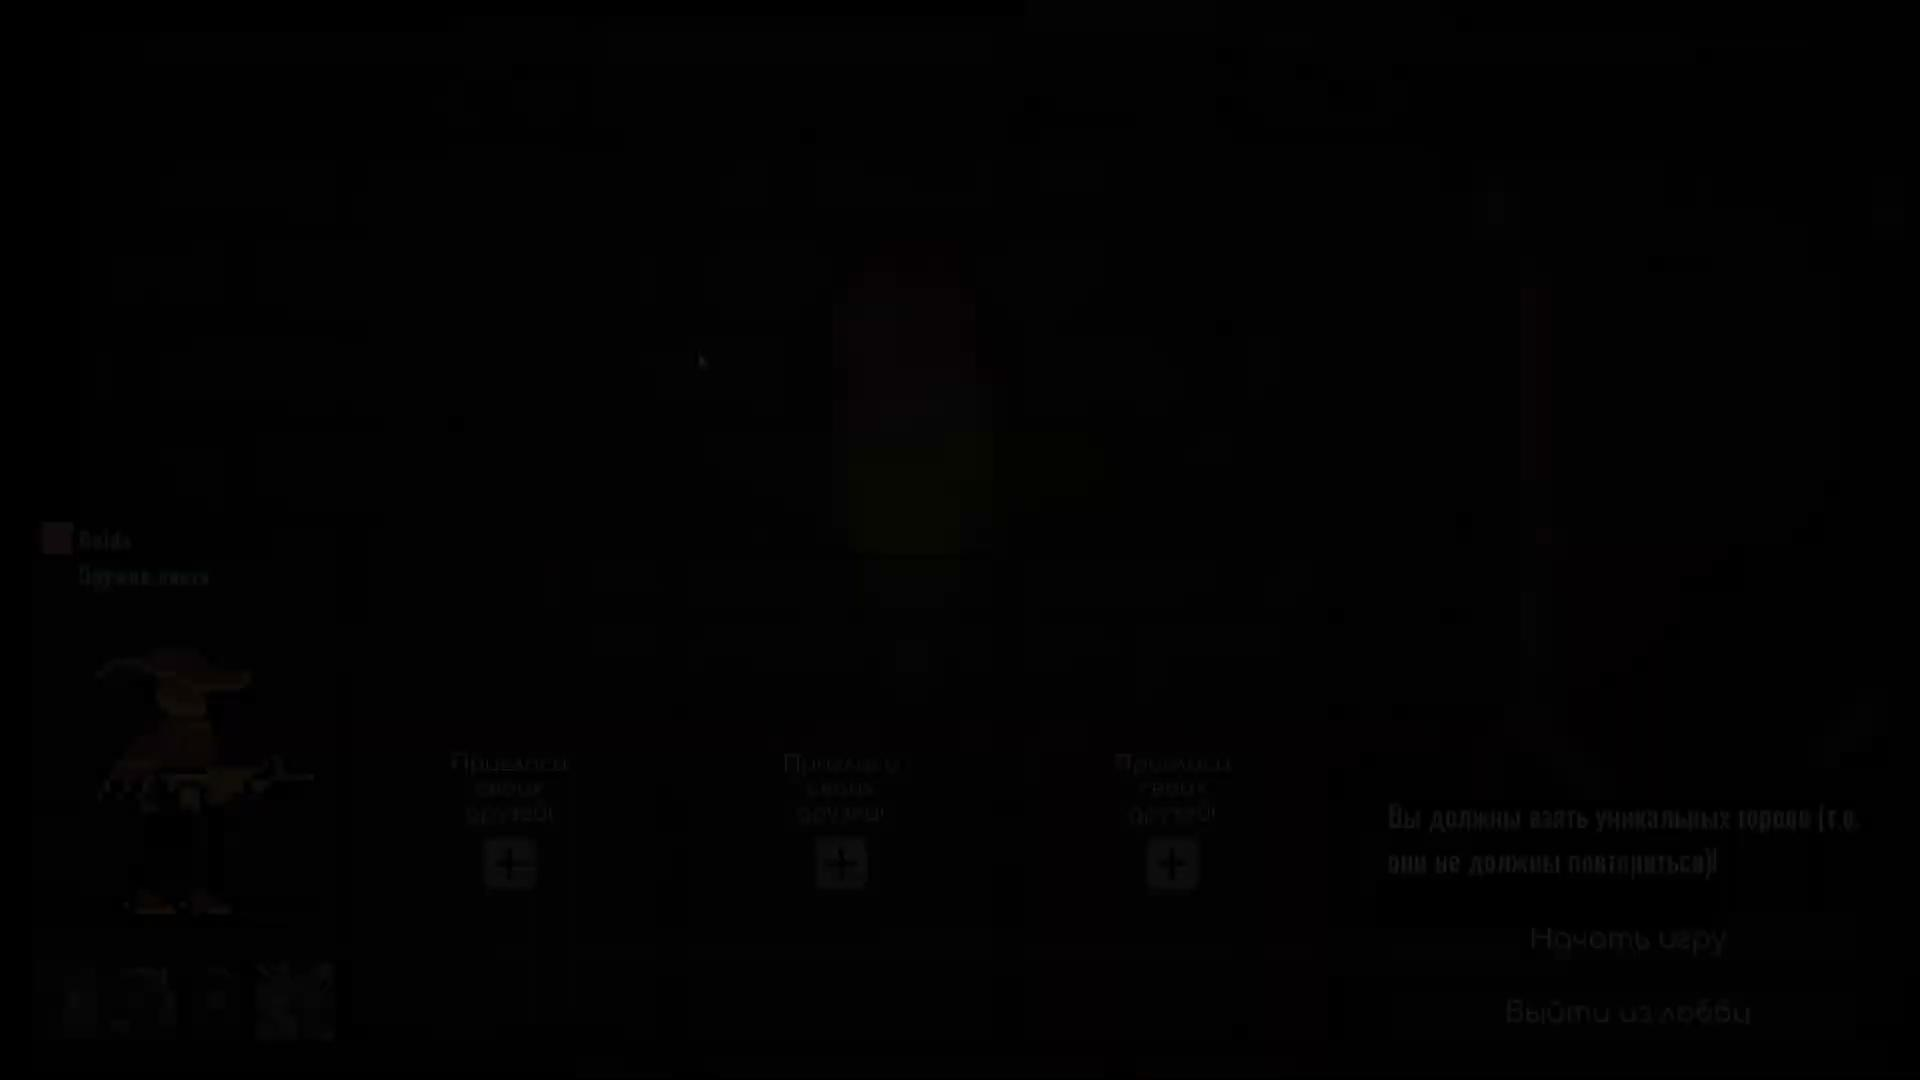 Пригласи
своих
друзей!
Пригласи
своих
друзей!
Пригласи
своих
друзей!
Вы должны взять уникальных героев (т.е.
они не должны повторяться)!
Начать игру
Выйти из лобби